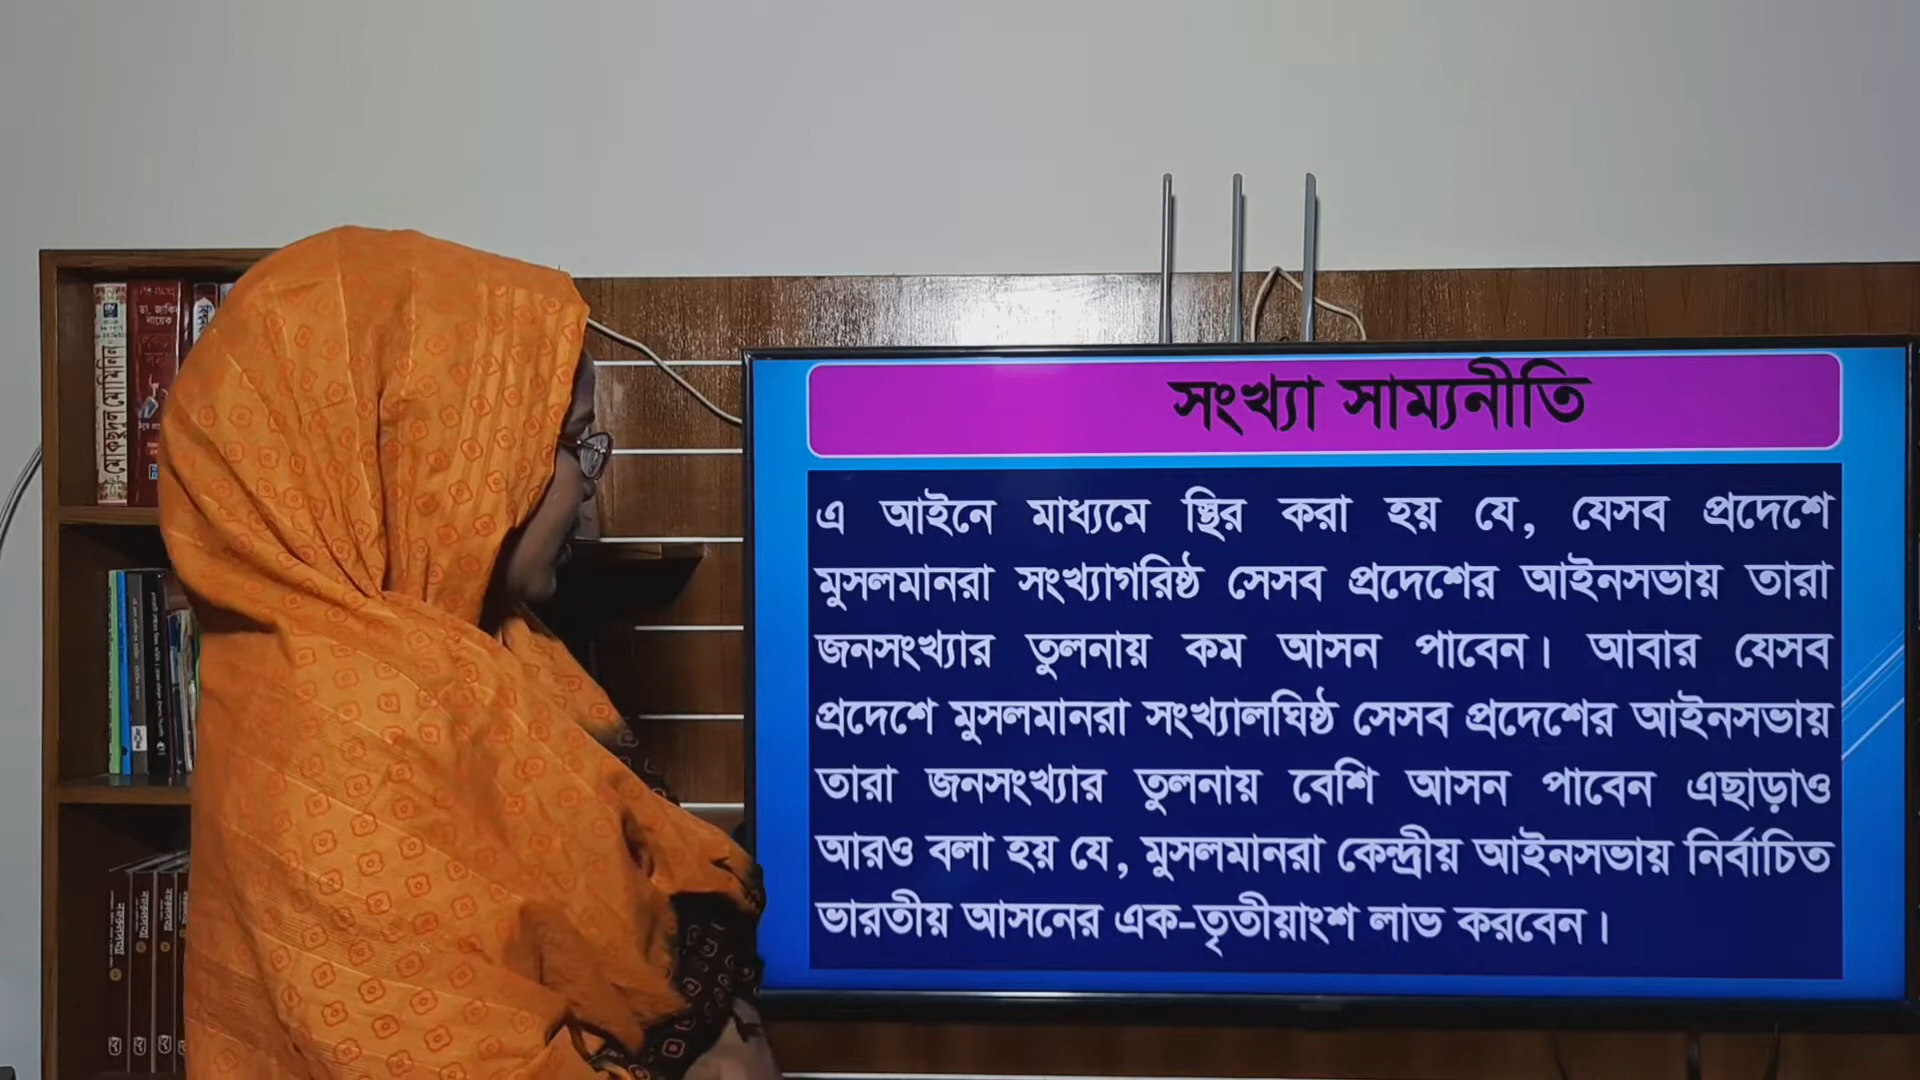 সংখ্যা সাম্যনীতি
এ আইনে মাধ্যমে স্থির করা হয় যে, যেসব প্রদেশে
মুসলমানরা সংখ্যাগরিষ্ঠ সেসব প্রদেশের আইনসভায় তারা
জনসংখ্যার তুলনায় কম আসন পাবেন। আবার যেসব
প্রদেশে মুসলমানরা সংখ্যালঘিষ্ঠ সেসব প্রদেশের আইনসভায়
তারা জনসংখ্যার তুলনায় বেশি আসন পাবেন এছাড়াও
আরও বলা হয় যে, মুসলমানরা কেন্দ্রীয় আইনসভায় নির্বাচিত
ভারতীয় আসনের এক-তৃতীয়াংশ লাভ করবেন।
ডা. জাকির
নায়েক
মোকছুদুল মোমিনিন